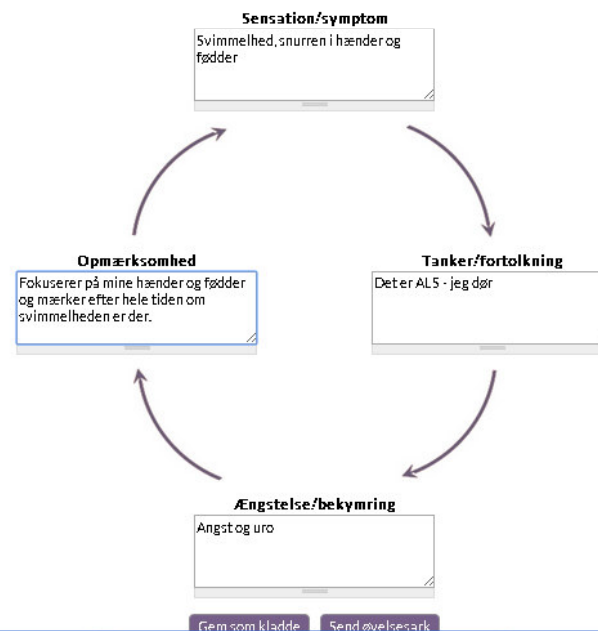 Sensation/symptom
Svimmelhed, snurren i hænder og
fødder
Opmærksomhed
Fokuserer på mine hænder og fødder
og mærker efter hele tiden om
svimmelheden er der.
Tanker/fortolkning
Det er ALS - jeg dør
Ængstelse/bekymring
Angst og uro
Gem som kladde
Send øvelsesark